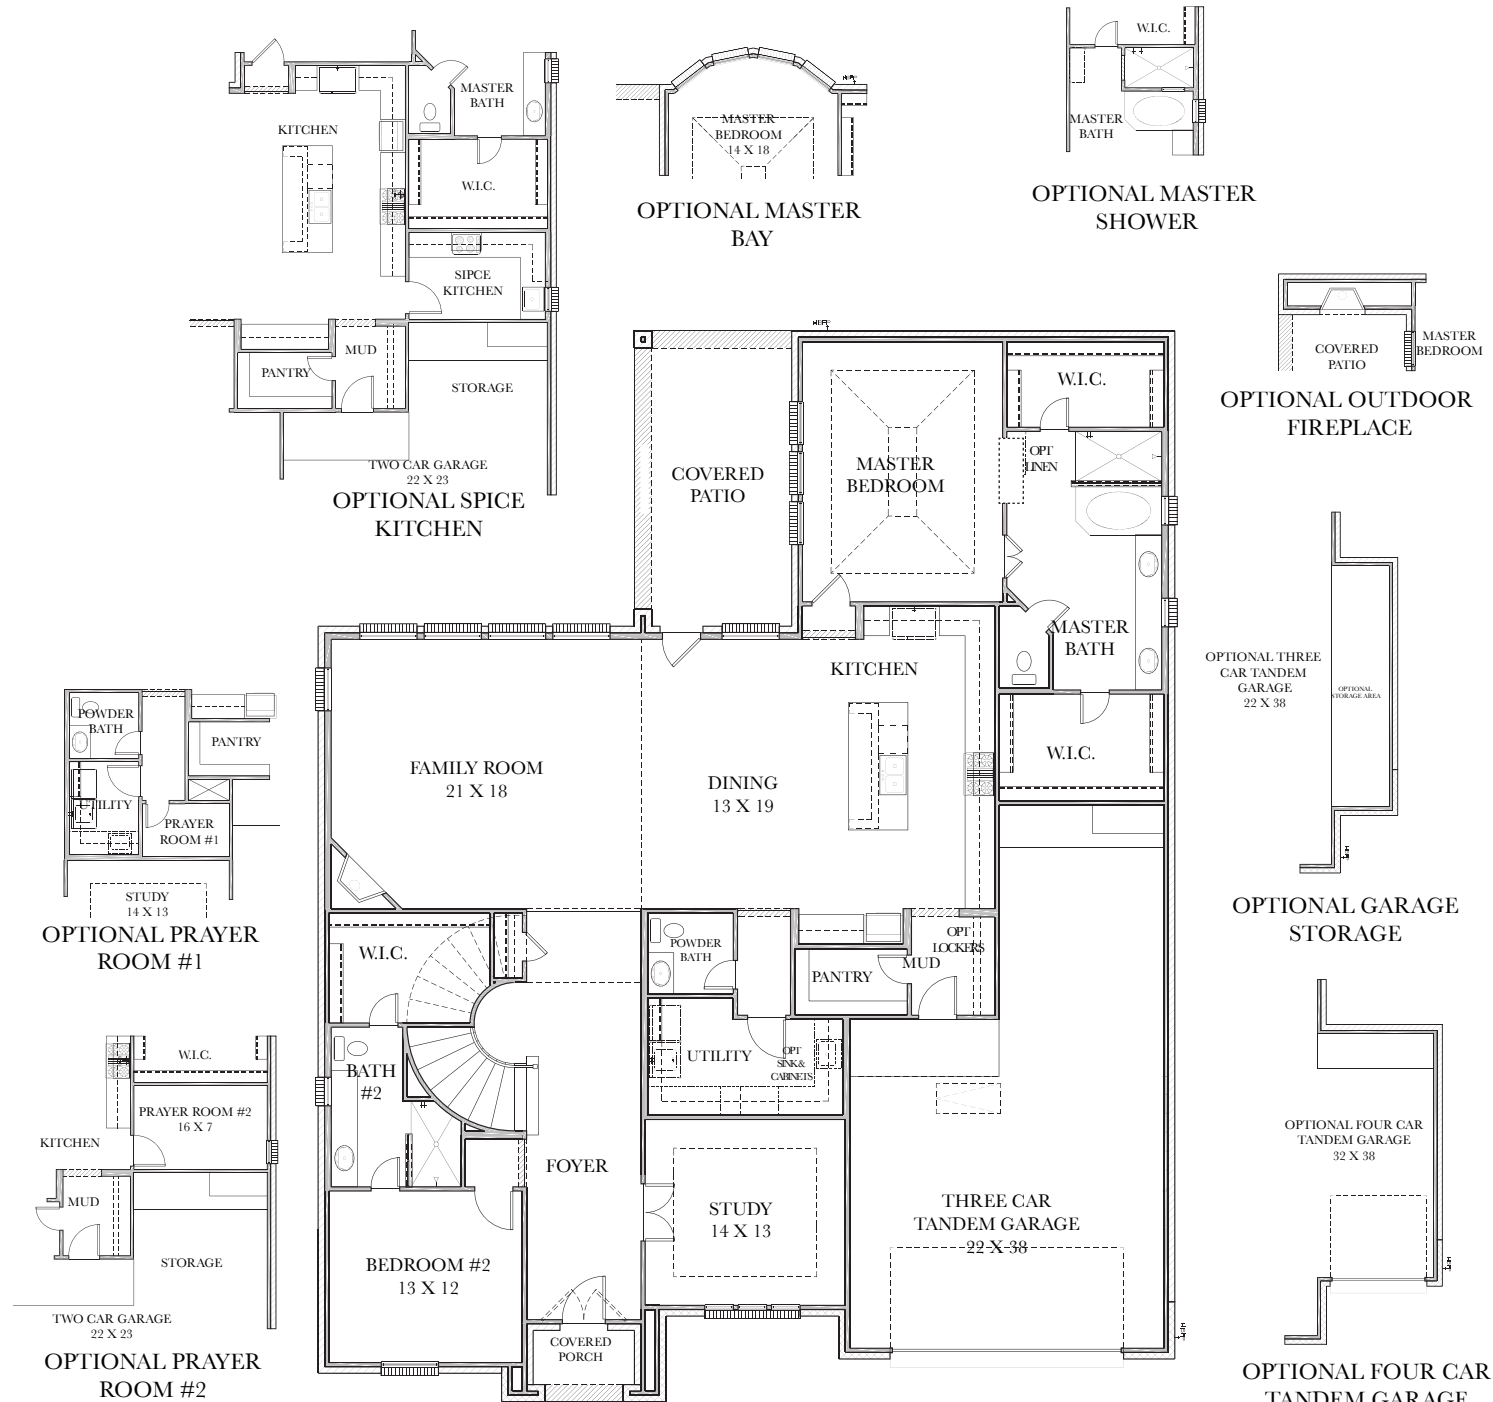 MASTER
BATH
KITCHEN
W.I.C.
SIPCE
KITCHEN
MUD
PANTRY
STORAGE
TWO CAR GARAGE
22 X 23
OPTIONAL SPICE
KITCHEN
MASTER
BEDROOM
14 X 18
OPTIONAL MASTER
BAY
W.I.C.
MASTER
BATH
OPTIONAL MASTER
SHOWER
COVERED
PATIO
MASTER
BEDROOM
OPTIONAL OUTDOOR
FIREPLACE
COVERED
PATIO
MASTER
BEDROOM
W.I.C.
OPT
LINEN
MASTER
BATH
KITCHEN
W.I.C.
FAMILY ROOM
21 X 18
DINING
13 X 19
W.I.C.
POWDER
BATH
PANTRY
MUD
OPT
LOCKERS
UTILITY
OPT
SINK &
CABINETS
BATH
#2
FOYER
STUDY
14 X 13
BEDROOM #2
13 X 12
COVERED
PORCH
THREE CAR
TANDEM GARAGE
22 X 38
POWDER
BATH
PANTRY
UTILITY
PRAYER
ROOM #1
STUDY
14 X 13
OPTIONAL PRAYER
ROOM #1
W.I.C.
PRAYER ROOM #2
16 X 7
KITCHEN
MUD
STORAGE
TWO CAR GARAGE
22 X 23
OPTIONAL PRAYER
ROOM #2
OPTIONAL THREE
CAR TANDEM
GARAGE
22 X 38
OPTIONAL
STORAGE AREA
OPTIONAL GARAGE
STORAGE
OPTIONAL FOUR CAR
TANDEM GARAGE
32 X 38
OPTIONAL FOUR CAR
TANDEM GARAGE